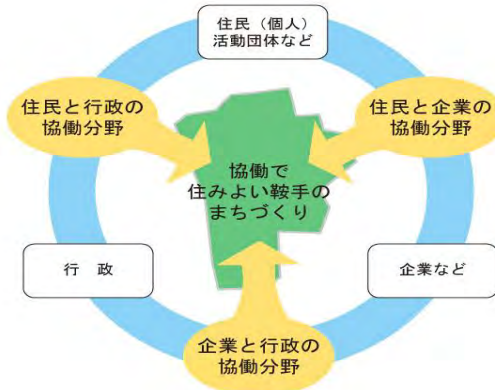 住民（個人）
活動団体など
住民と行政の
協働分野
住民と企業の
協働分野
協働で
住みよい鞍手の
まちづくり
行　政
企業など
企業と行政の
協働分野